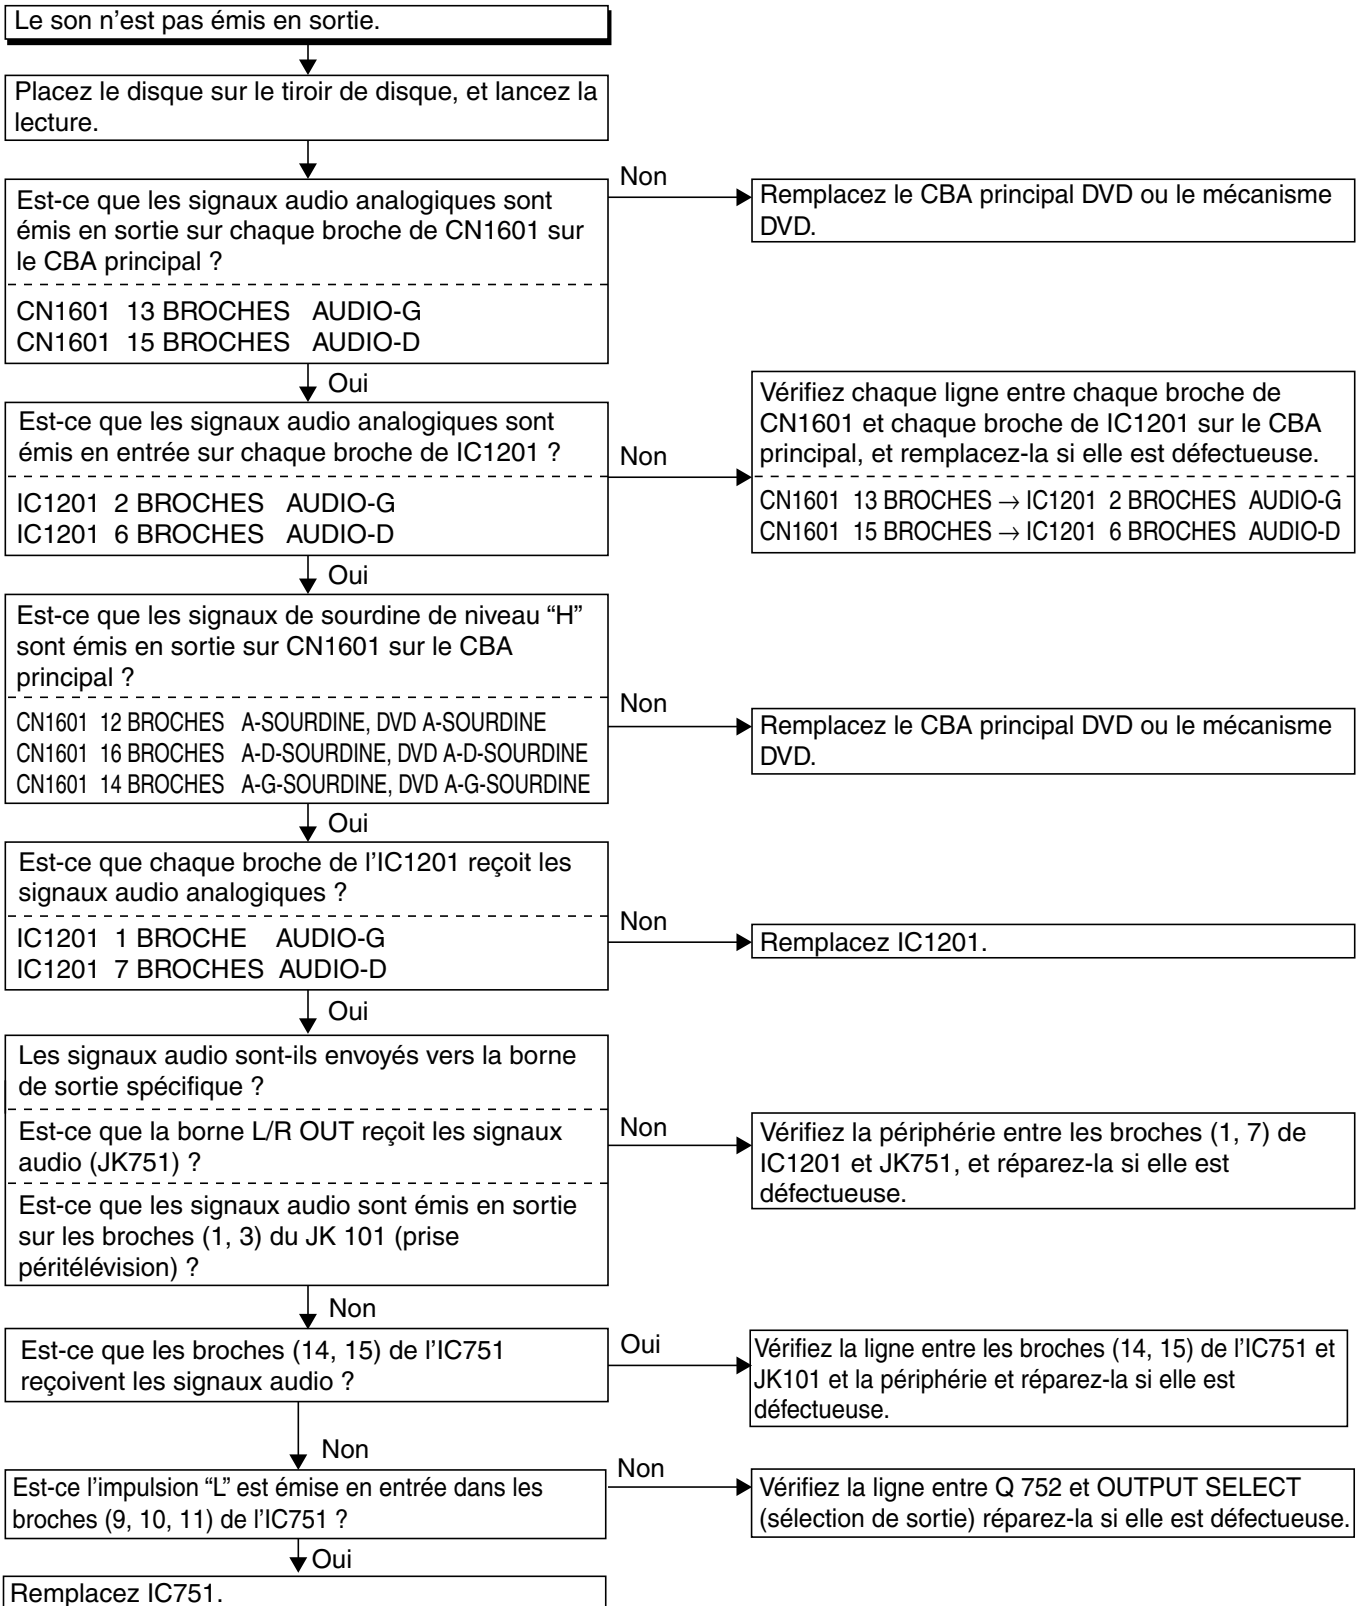 Le son n'est pas émis en sortie.
Placez le disque sur le tiroir de disque, et lancez la
lecture.
Est-ce que les signaux audio analogiques sont
émis en sortie sur chaque broche de CN1601 sur
le CBA principal ?
CN1601 13 BROCHES AUDIO-G
CN1601 15 BROCHES AUDIO-D
Non
Remplacez le CBA principal DVD ou le mécanisme
DVD.
Oui
Est-ce que les signaux audio analogiques sont
émis en entrée sur chaque broche de IC1201 ?
IC1201 2 BROCHES AUDIO-G
IC1201 6 BROCHES AUDIO-D
Non
Vérifiez chaque ligne entre chaque broche de
CN1601 et chaque broche de IC1201 sur le CBA
principal, et remplacez-la si elle est défectueuse.
CN1601 13 BROCHES → IC1201 2 BROCHES AUDIO-G
CN1601 15 BROCHES → IC1201 6 BROCHES AUDIO-D
Oui
Est-ce que les signaux de sourdine de niveau “H”
sont émis en sortie sur CN1601 sur le CBA
principal ?
CN1601 12 BROCHES A-SOURDINE, DVD A-SOURDINE
CN1601 16 BROCHES A-D-SOURDINE, DVD A-D-SOURDINE
CN1601 14 BROCHES A-G-SOURDINE, DVD A-G-SOURDINE
Non
Remplacez le CBA principal DVD ou le mécanisme
DVD.
Oui
Est-ce que chaque broche de l'IC1201 reçoit les
signaux audio analogiques ?
IC1201 1 BROCHE AUDIO-G
IC1201 7 BROCHES AUDIO-D
Non
Remplacez IC1201.
Oui
Les signaux audio sont-ils envoyés vers la borne
de sortie spécifique ?
Est-ce que la borne L/R OUT reçoit les signaux
audio (JK751) ?
Est-ce que les signaux audio sont émis en sortie
sur les broches (1, 3) du JK 101 (prise
péritélévision) ?
Non
Vérifiez la périphérie entre les broches (1, 7) de
IC1201 et JK751, et réparez-la si elle est
défectueuse.
Non
Est-ce que les broches (14, 15) de l'IC751
reçoivent les signaux audio ?
Oui
Vérifiez la ligne entre les broches (14, 15) de l'IC751 et
JK101 et la périphérie et réparez-la si elle est
défectueuse.
Non
Est-ce l'impulsion “L” est émise en entrée dans les
broches (9, 10, 11) de l'IC751 ?
Non
Vérifiez la ligne entre Q 752 et OUTPUT SELECT
(sélection de sortie) réparez-la si elle est défectueuse.
Oui
Remplacez IC751.